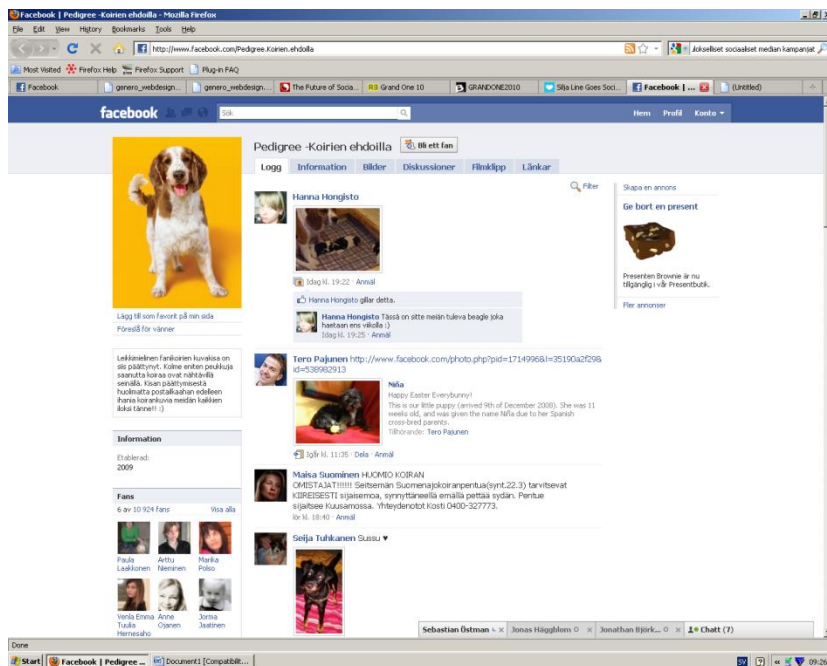 Facebook | Pedigree -Koirien ehdoilla - Mozilla Firefox
File Edit View History Bookmarks Tools Help
http://www.facebook.com/Pedigree.Koirien.ehdoilla
Jokselliset sociaalset median kampanjat
Most Visited Firefox Help Firefox Support Plug-in FAQ
Facebook genero_webdesign... genero_webdesign... The Future of Socia... Grand One 10 GRANDONE2010 Silja Line Goes Soci... Facebook | ... (Untitled)
facebook Sök Hem Profil Konto
Pedigree -Koirien ehdoilla Bli ett fan
Logg Information Bilder Diskussioner Filmklipp Länkar
Filter
Hanna Hongisto
Idag kl. 19:22 · Anmäl
Hanna Hongisto gillar detta.
Hanna Hongisto Tässä on sitte meiän tuleva beagle joka
haetaan ens viikolla :)
Idag kl. 19:25 · Anmäl
Tero Pajunen http://www.facebook.com/photo.php?pid=1714996&l=35190a2f29&
id=538982913
Niña
Happy Easter Everybunny!
This is our little puppy (arrived 9th of December 2008). She was 11
weeks old, and was given the name Niña due to her Spanish
cross-bred parents.
Tillhörande: Tero Pajunen
Igår kl. 11:35 · Dela · Anmäl
Maisa Suominen HUOMIO KOIRAN
OMISTAJAT!!!!!! Seitsemän Suomenajokoiranpentua(synt.22.3) tarvitsevat
KIIREISESTI sijaisemoa, synnyttäneellä emällä pettää sydän. Pentue
sijaitsee Kuusamossa. Yhteydenotot Kosti 0400-327773.
lör kl. 18:40 · Anmäl
Seija Tuhkanen Sussu ♥
Lägg till som favorit på min sida
Föreslå för vänner
Leikkimielinen fanikoirien kuvakisa on
siis päättynyt. Kolme eniten peukkuja
saanutta koiraa ovat nähtävillä
seinällä. Kisan päättymisestä
huolimatta postailkaahan edelleen
ihania koirankuvia meidän kaikkien
iloksi tänne!! :)
Information
Etablerad:
2009
Fans
6 av 10 924 fans Visa alla
Paula Laakkonen
Arttu Nieminen
Marika Polso
Venla Emma Tuulia Hernesaho
Anne Ojanen
Jorma Jaatinen
Skapa en annons
Ge bort en present
Presenten Brownie är nu
tillgänglig i vår Presentbutik.
Fler annonser
Sebastian Östman Jonas Häggblom Jonathan Björk... Chatt (7)
Done
Start Facebook | Pedigree ... Document1 [Compatibilit... SV 09:26